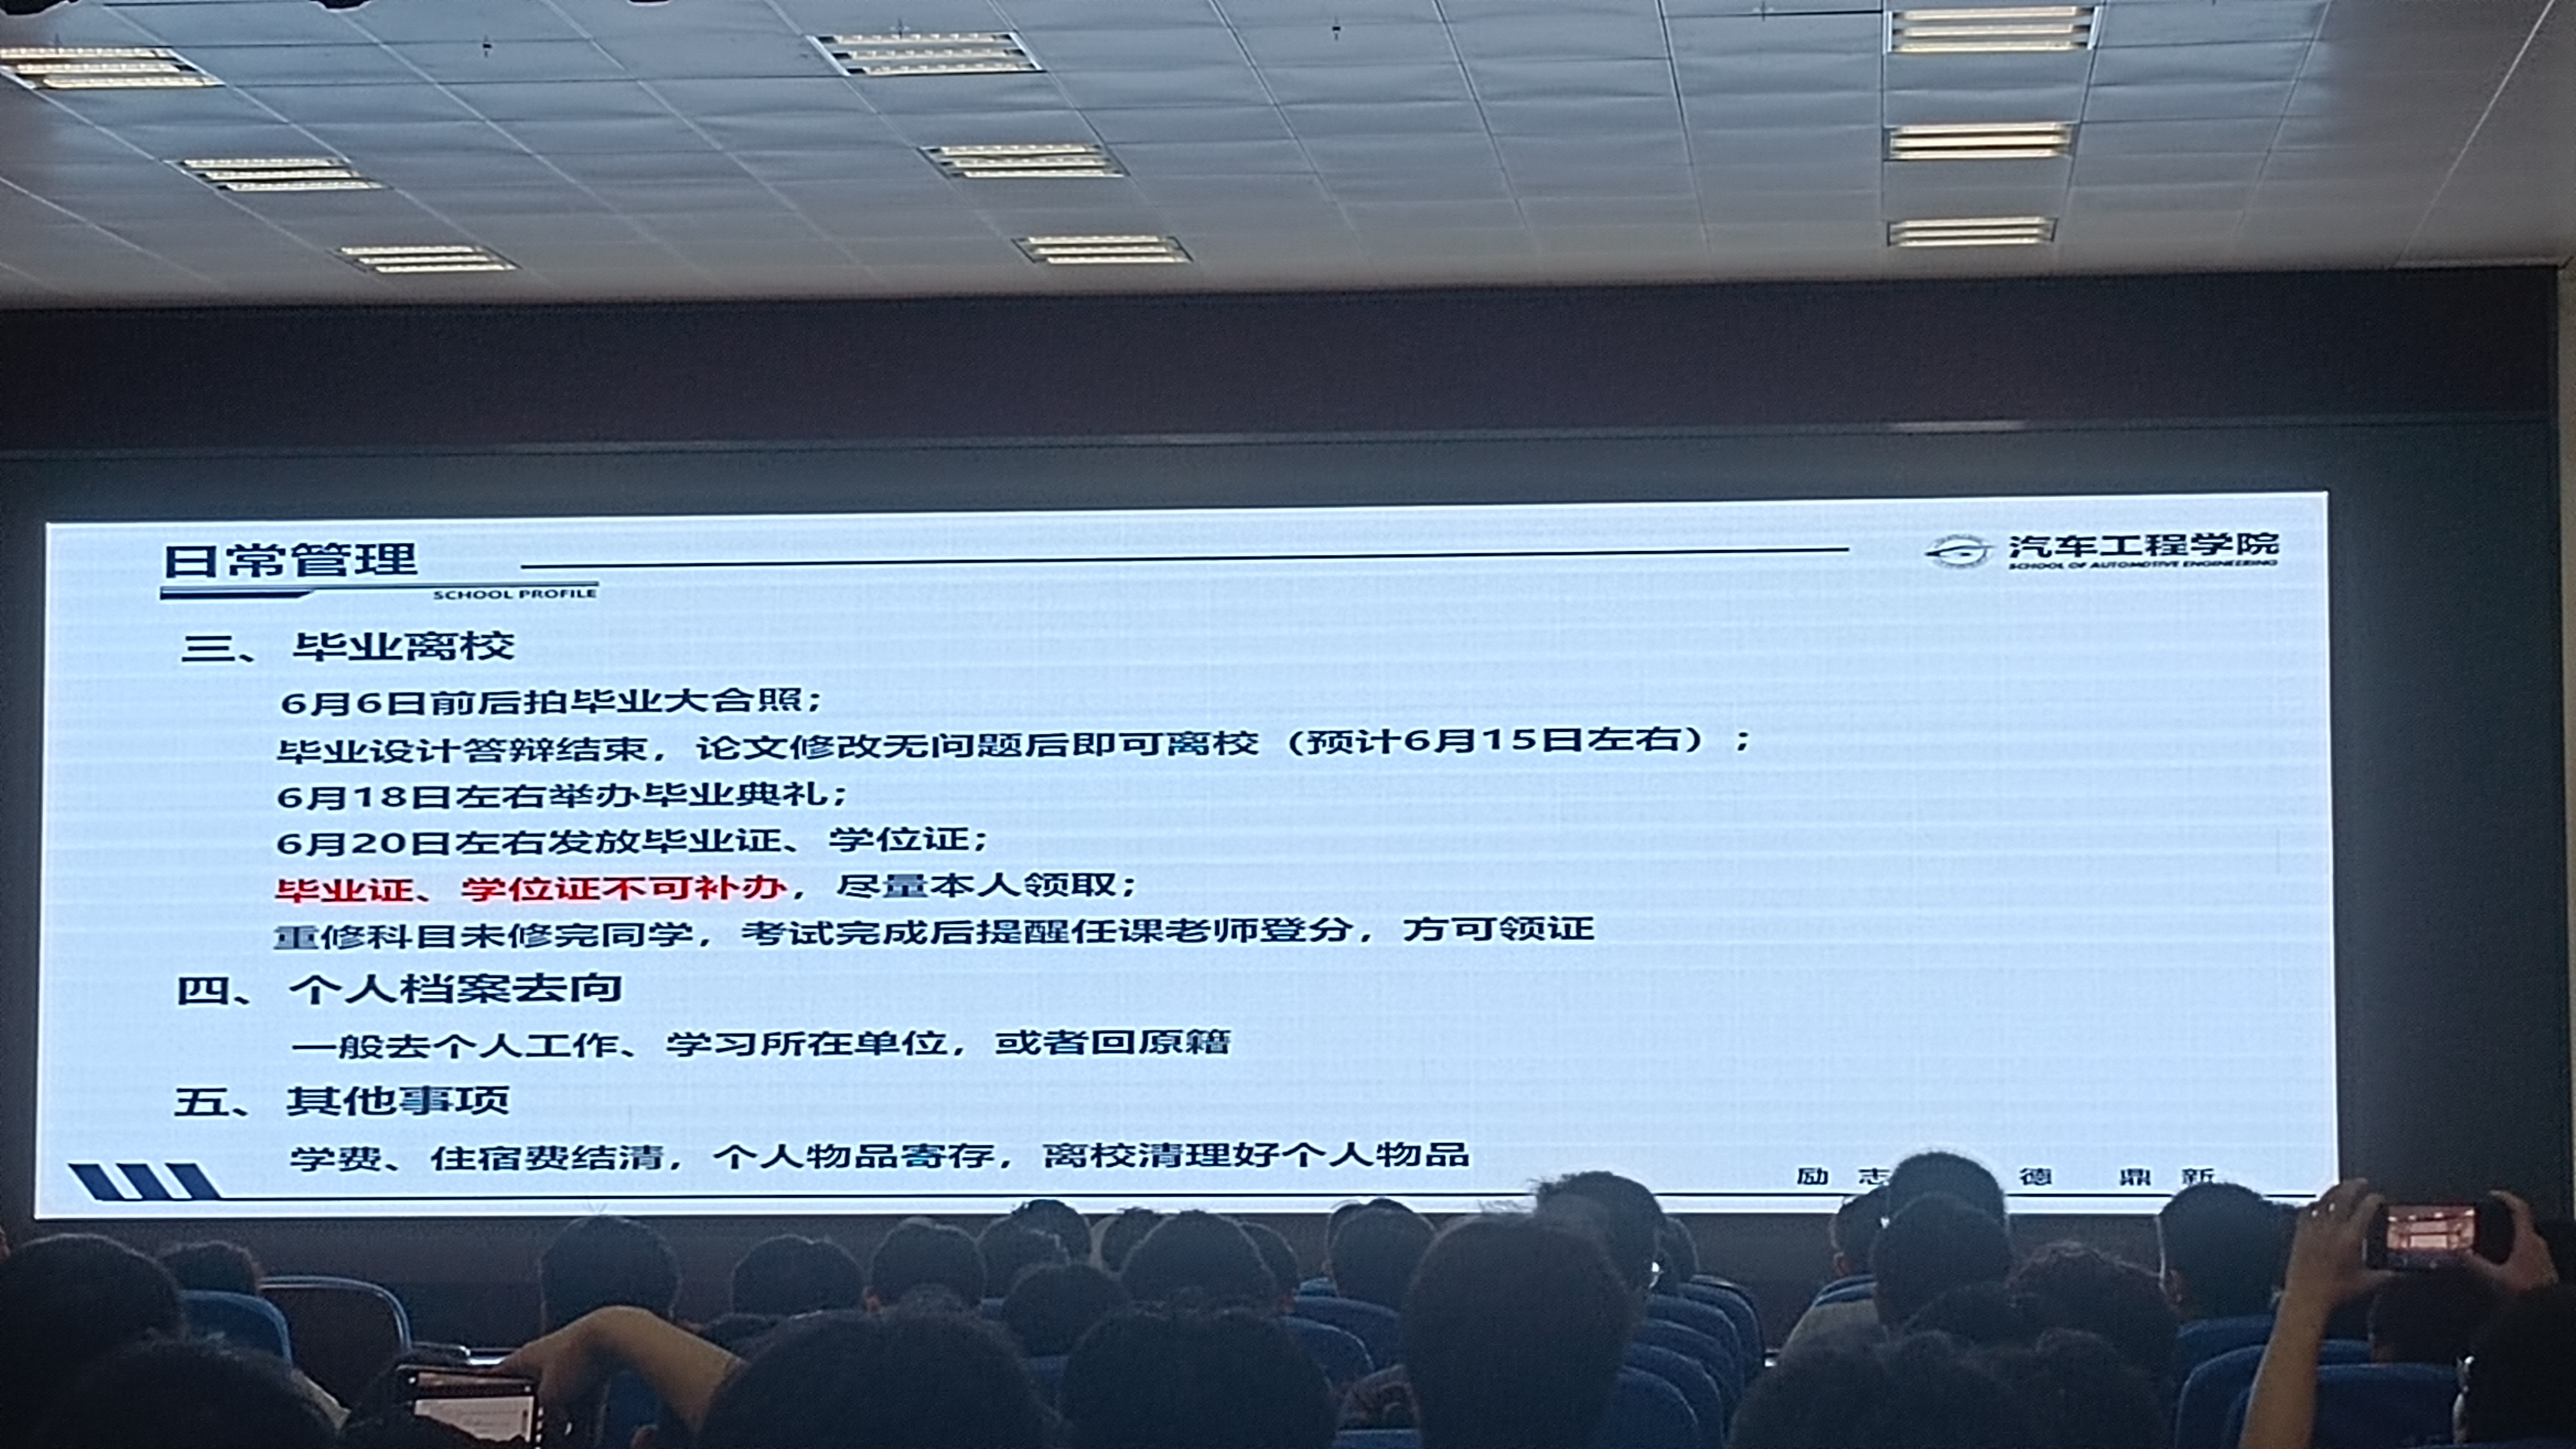 日常管理
SCHOOL PROFILE
汽车工程学院
SCHOOL OF AUTOMOTIVE ENGINEERING
三、毕业离校
6月6日前后拍毕业大合照；
毕业设计答辩结束，论文修改无问题后即可离校（预计6月15日左右）；
6月18日左右举办毕业典礼；
6月20日左右发放毕业证、学位证；
毕业证、学位证不可补办，尽量本人领取；
重修科目未修完同学，考试完成后提醒任课老师登分，方可领证
四、个人档案去向
一般去个人工作、学习所在单位，或者回原籍
五、其他事项
学费、住宿费结清，个人物品寄存，离校清理好个人物品
励 志 德 鼎 新